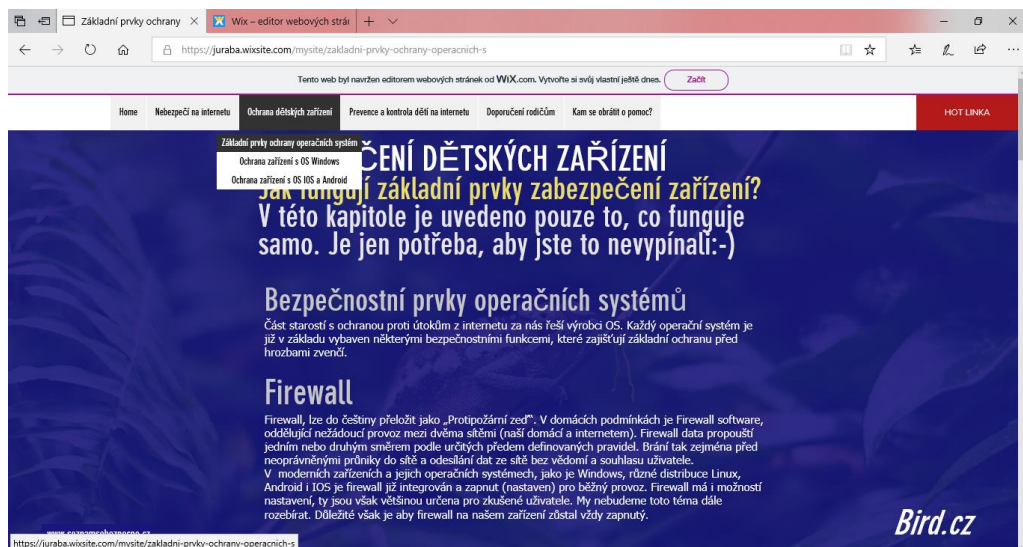 Základní prvky ochrany
Wix – editor webových strán
https://juraba.wixsite.com/mysite/zakladni-prvky-ochrany-operacnich-s
Tento web byl navržen editorem webových stránek od WiX.com. Vytvořte si svůj vlastní ještě dnes. Začít
Home Nebezpečí na internetu Ochrana dětských zařízení Prevence a kontrola dětí na internetu Doporučení rodičům Kam se obrátit o pomoc? HOT LINKA
Základní prvky ochrany operačních systém
Ochrana zařízení s OS Windows
Ochrana zařízení s OS IOS a Android
ČENÍ DĚTSKÝCH ZAŘÍZENÍ
Jak fungují základní prvky zabezpečení zařízení?
V této kapitole je uvedeno pouze to, co funguje
samo. Je jen potřeba, aby jste to nevypínali:-)
Bezpečnostní prvky operačních systémů
Část starostí s ochranou proti útokům z internetu za nás řeší výrobci OS. Každý operační systém je
již v základu vybaven některými bezpečnostními funkcemi, které zajišťují základní ochranu před
hrozbami zvenčí.
Firewall
Firewall, lze do češtiny přeložit jako „Protipožární zeď“. V domácích podmínkách je Firewall software,
oddělující nežádoucí provoz mezi dvěma sítěmi (naší domácí a internetem). Firewall data propouští
jedním nebo druhým směrem podle určitých předem definovaných pravidel. Brání tak zejména před
neoprávněnými průniky do sítě a odesílání dat ze sítě bez vědomí a souhlasu uživatele.
V moderních zařízeních a jejich operačních systémech, jako je Windows, různé distribuce Linux,
Android i IOS je firewall již integrován a zapnut (nastaven) pro běžný provoz. Firewall má i možností
nastavení, ty jsou však většinou určena pro zkušené uživatele. My nebudeme toto téma dále
rozebírat. Důležité však je aby firewall na našem zařízení zůstal vždy zapnutý.
Bird.cz
www.seznamsebezpecne.cz
https://juraba.wixsite.com/mysite/zakladni-prvky-ochrany-operacnich-s